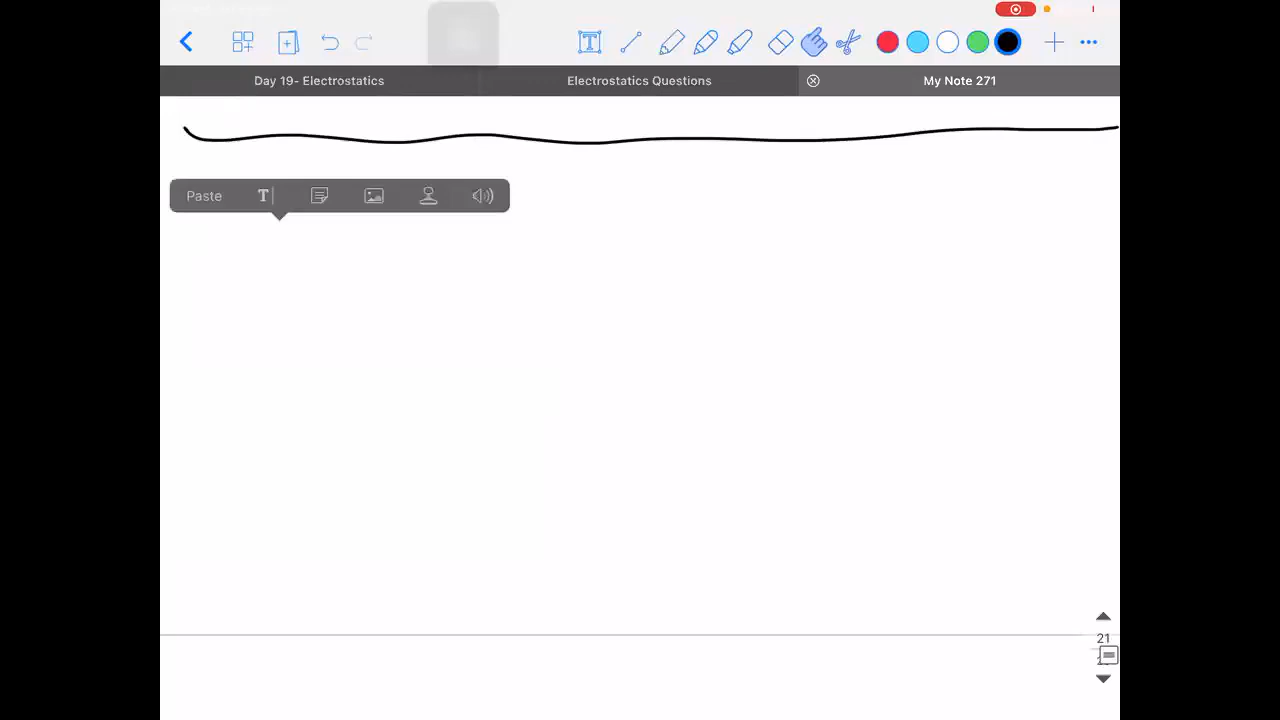 Day 19- Electrostatics
Electrostatics Questions
My Note 271
Paste
T
21